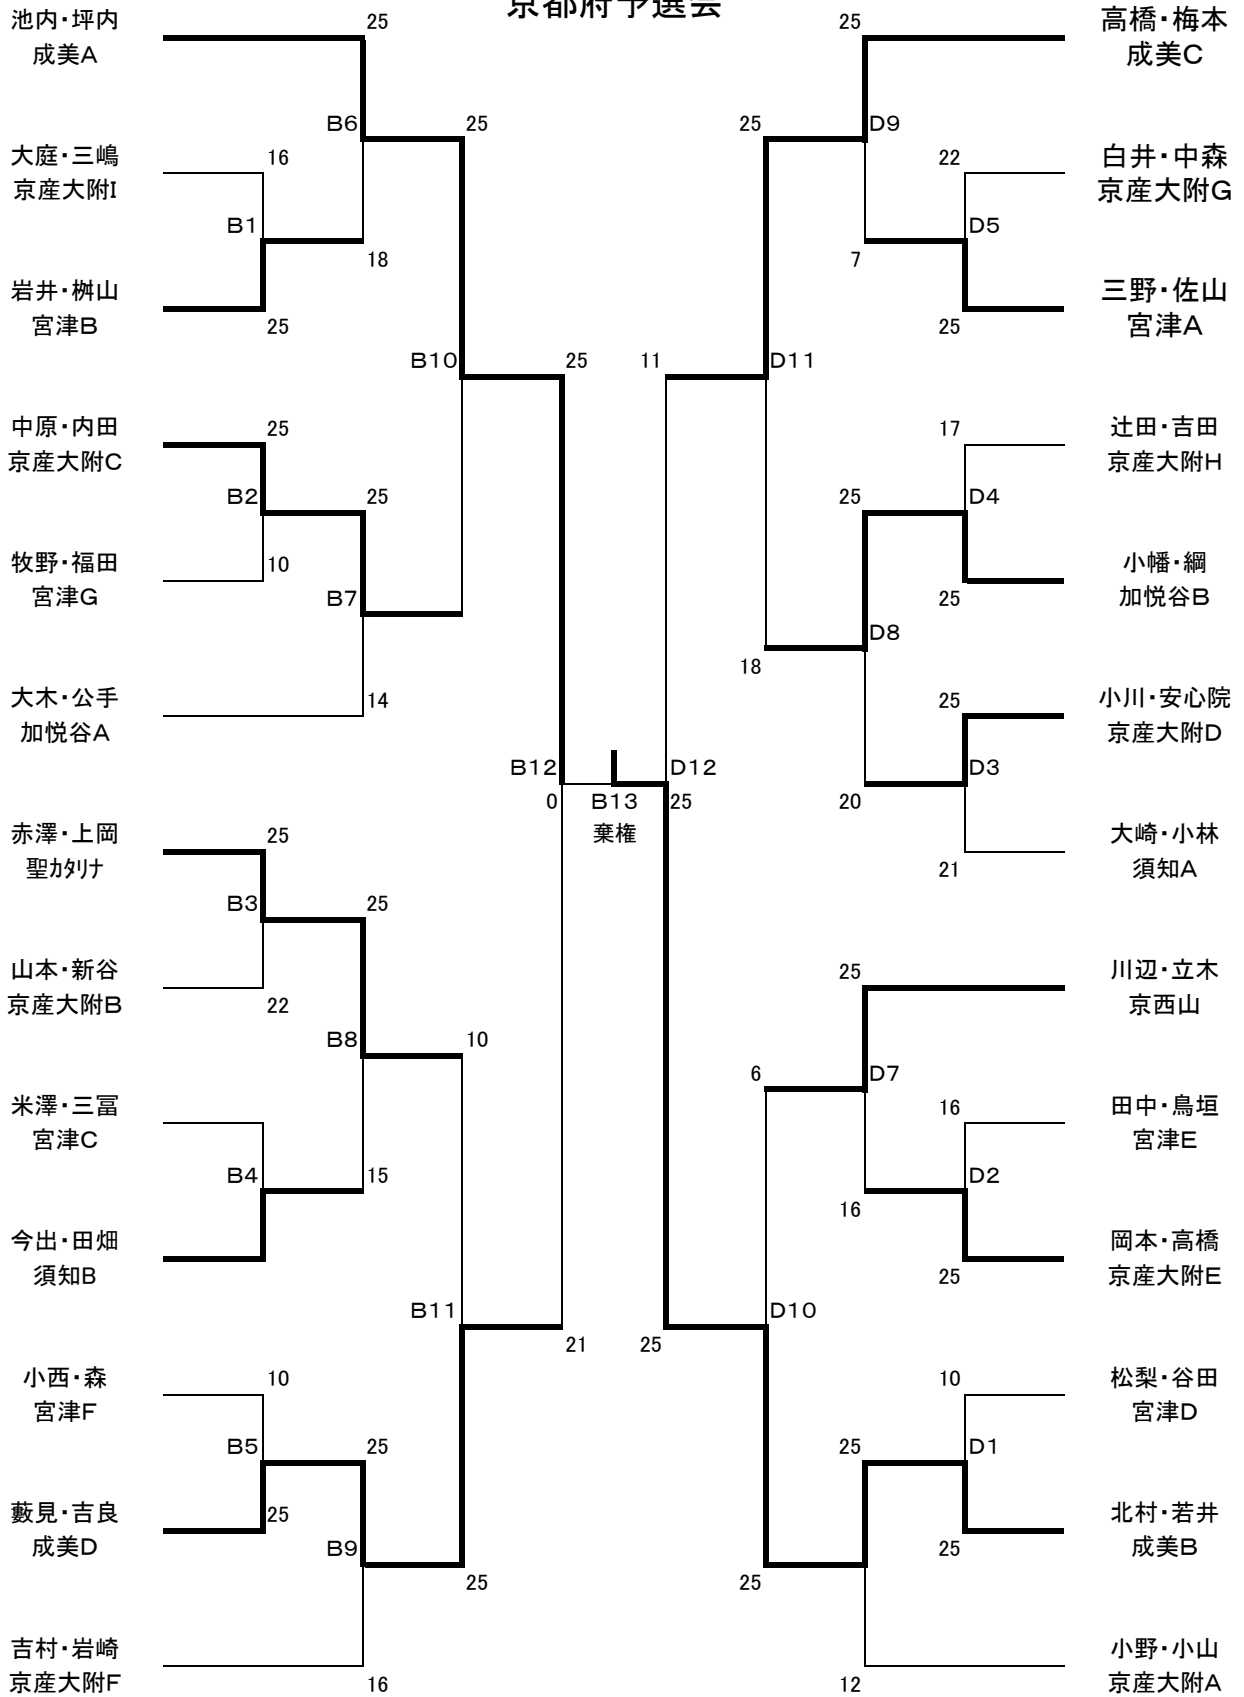 京都府予選会
池内・坪内
成美A
25
B6
25
大庭・三嶋
京産大附I
16
B1
18
岩井・桝山
宮津B
25
B10
25
中原・内田
京産大附C
25
B2
25
牧野・福田
宮津G
10
B7
大木・公手
加悦谷A
14
B12
0
B13
棄権
赤澤・上岡
聖カタリナ
25
B3
25
山本・新谷
京産大附B
22
B8
10
米澤・三冨
宮津C
B4
15
今出・田畑
須知B
B11
21
小西・森
宮津F
10
B5
25
藪見・吉良
成美D
25
B9
25
吉村・岩崎
京産大附F
16
25
高橋・梅本
成美C
25
D9
22
白井・中森
京産大附G
D5
7
三野・佐山
宮津A
25
11
D11
17
辻田・吉田
京産大附H
25
D4
小幡・綱
加悦谷B
25
D8
18
25
小川・安心院
京産大附D
D12
25
D3
20
大崎・小林
須知A
21
25
川辺・立木
京西山
6
D7
16
田中・鳥垣
宮津E
D2
16
岡本・高橋
京産大附E
25
D10
25
10
松梨・谷田
宮津D
25
D1
北村・若井
成美B
25
25
小野・小山
京産大附A
12